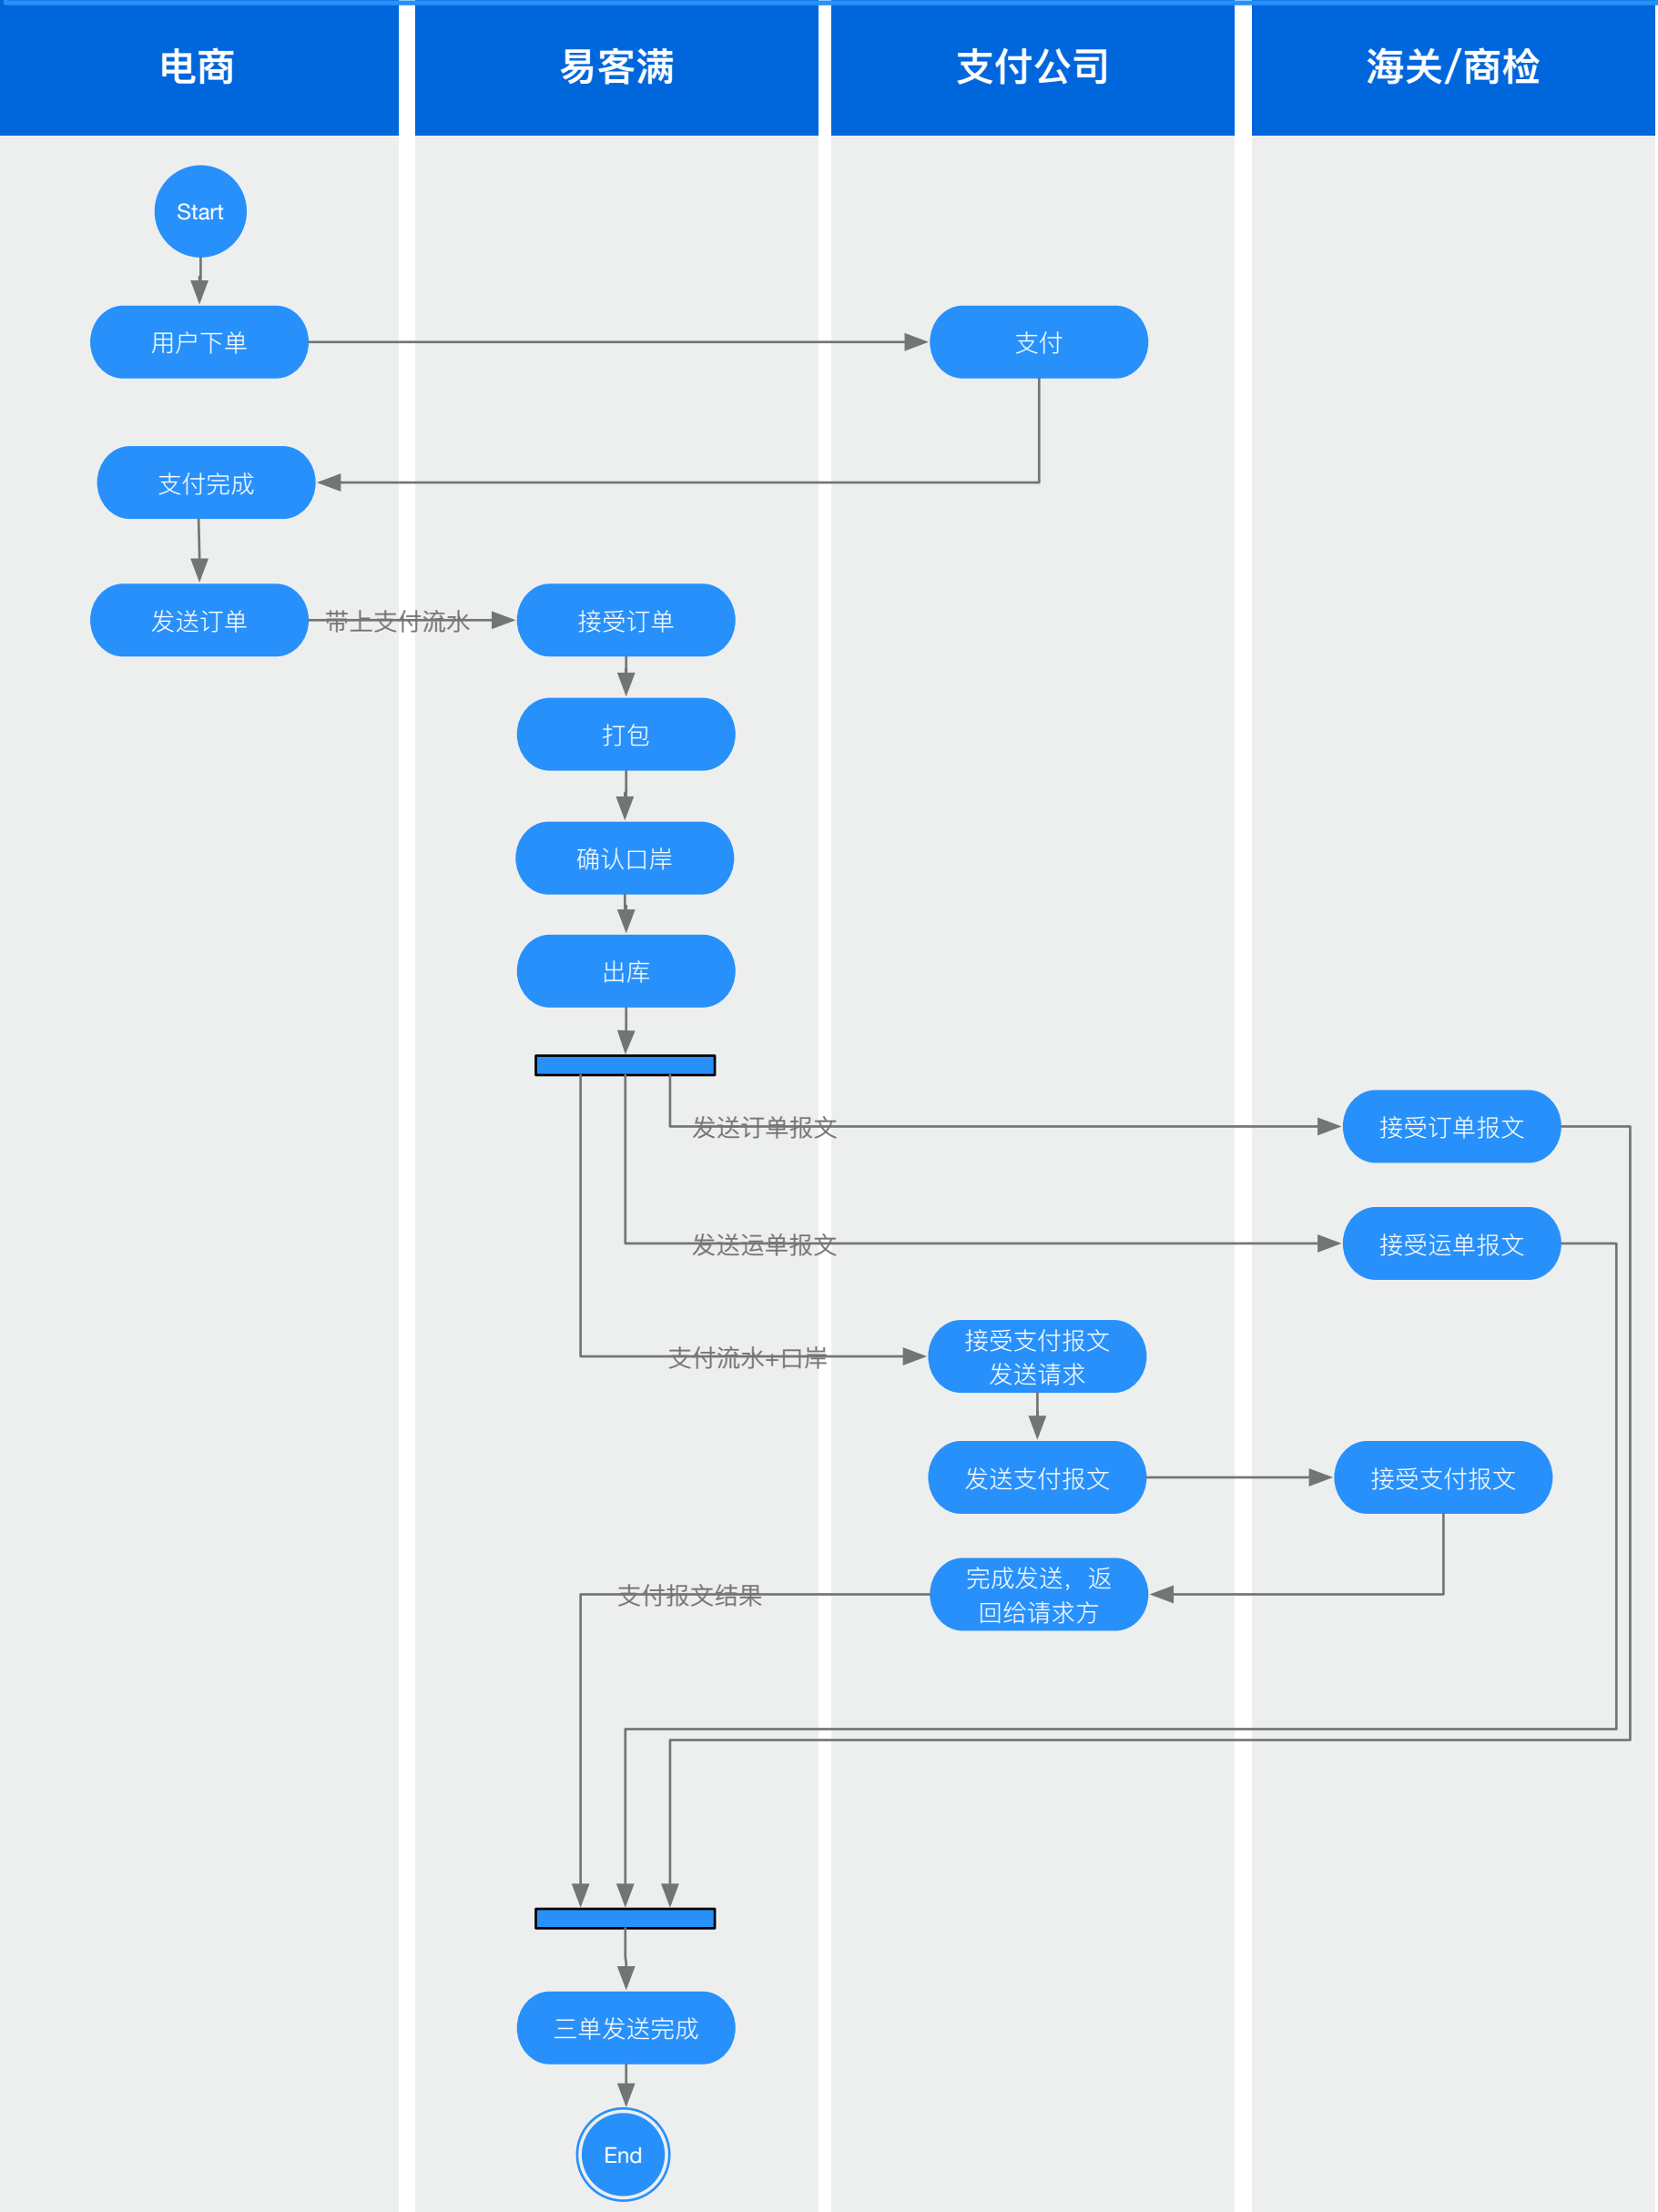 电商
易客满
支付公司
海关/商检
Start
用户下单
支付
支付完成
发送订单
带上支付流水
接受订单
打包
确认口岸
出库
发送订单报文
接受订单报文
发送运单报文
接受运单报文
支付流水+口岸
接受支付报文
发送请求
发送支付报文
接受支付报文
支付报文结果
完成发送，返
回给请求方
三单发送完成
End